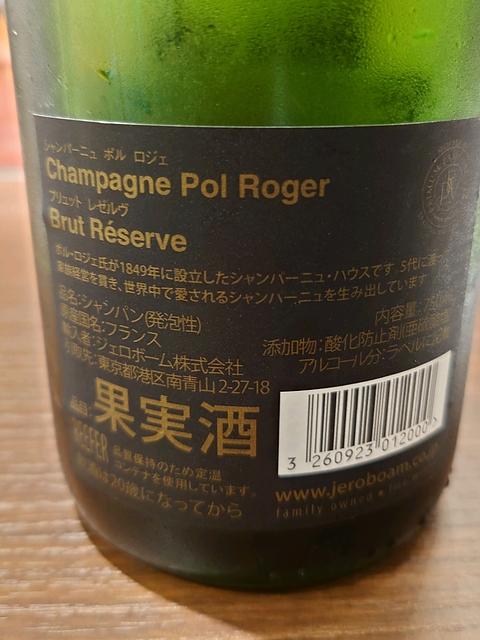 シャンパーニュ ポル ロジェ
Champagne Pol Roger
ブリュット レゼルヴ
Brut Réserve
ポル・ロジェ氏が1849年に設立したシャンパーニュ・ハウスです。5代に
家族経営を貫き、世界中で愛されるシャンパーニュを生み出しています
品名:シャンパン(発泡性)
原産国名:フランス
輸入者:ジェロボーム株式会社
引取先:東京都港区南青山2-27-18
内容量:750
添加物:酸化防止剤(亜硫酸塩
アルコール分:ラベルに記載
品目:果実酒
REEFER 品質保持のため定温
コンテナを使用しています。
は20歳になってから
3 260923 012000
www.jeroboam.co.jp
family owned